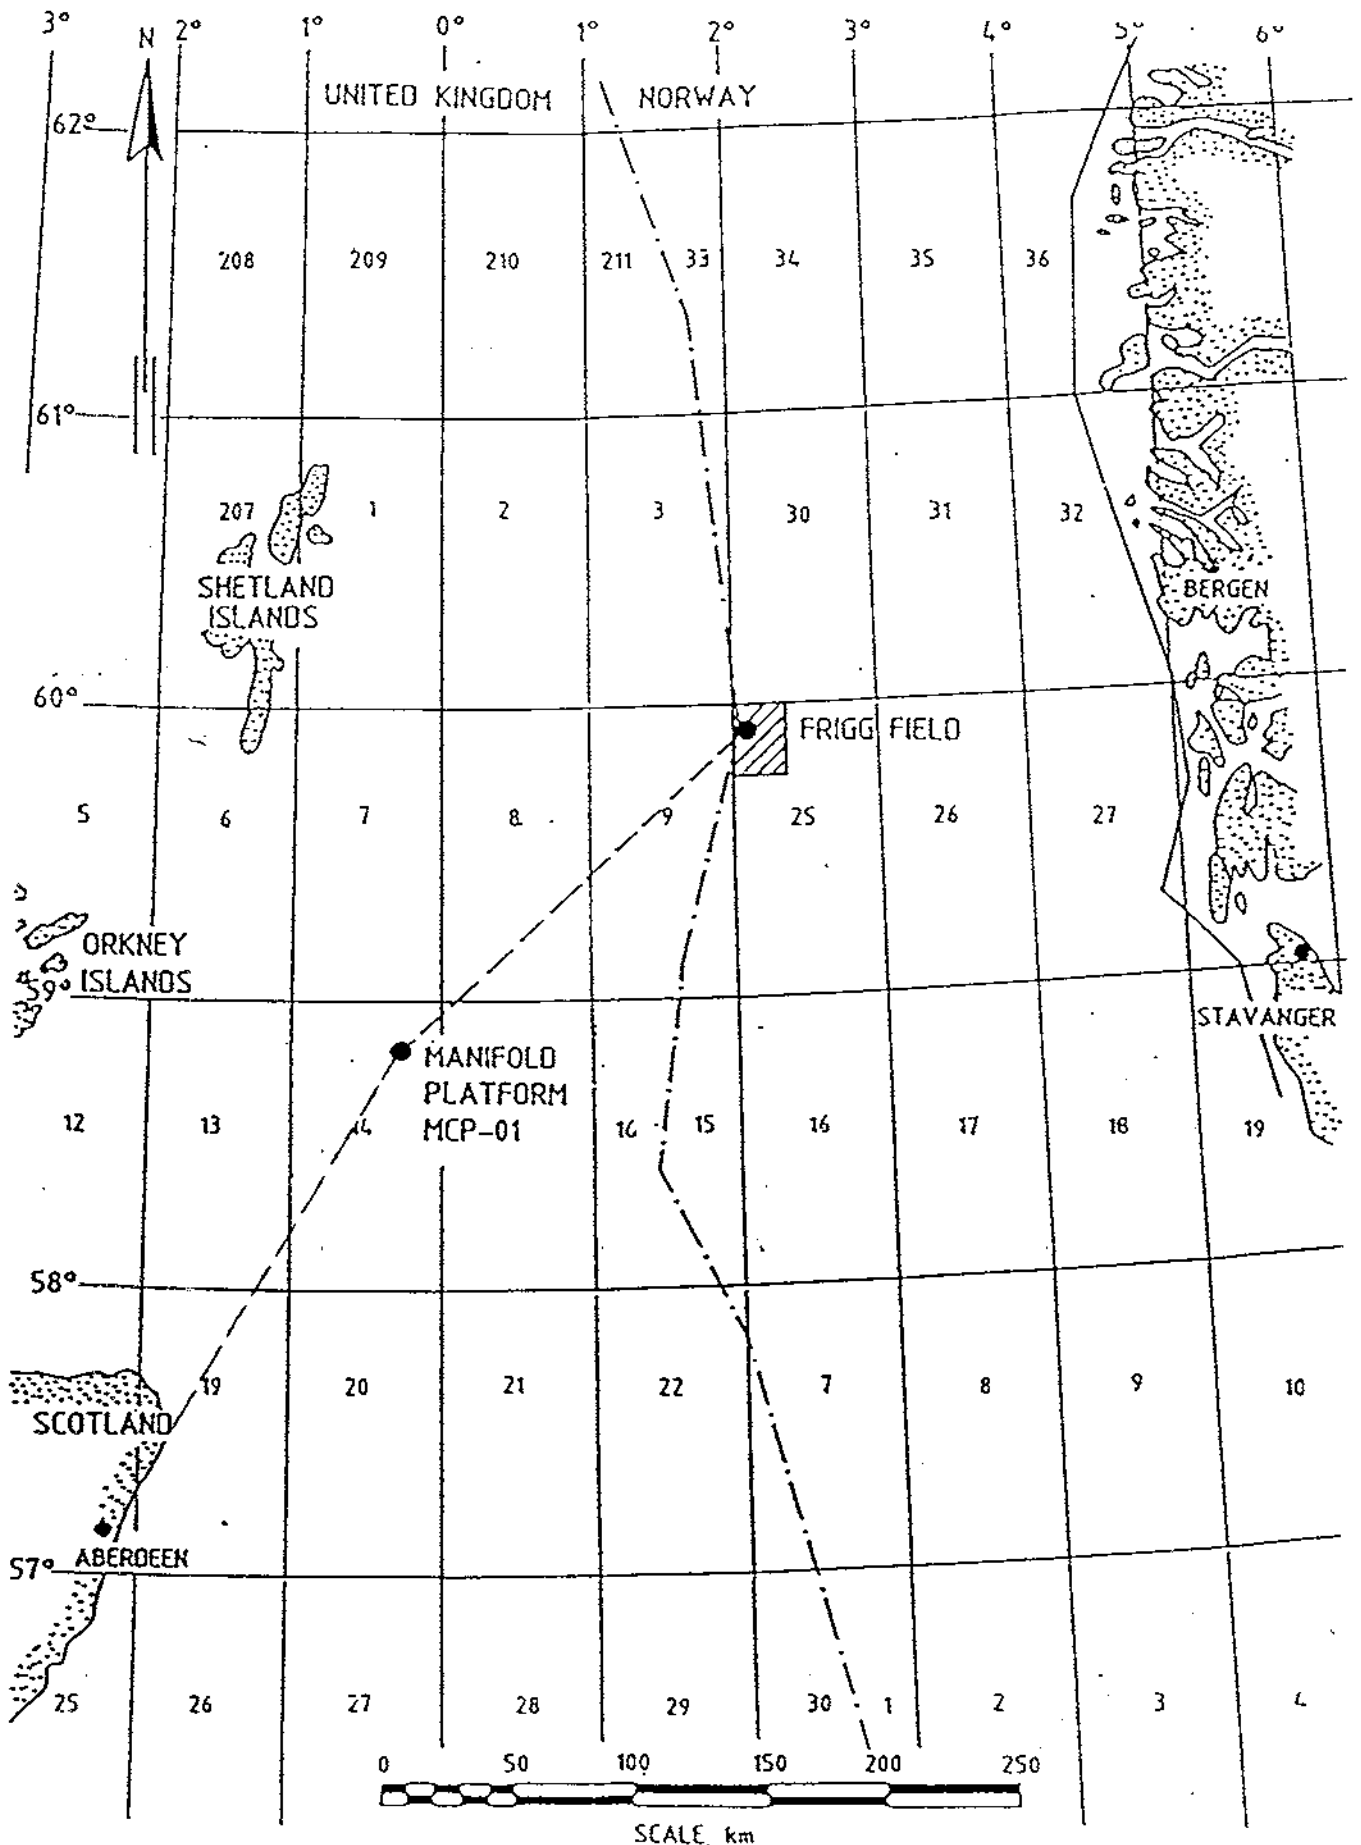 3° 2° 1° 0° 1° 2° 3° 4° 5° 6°
N
UNITED KINGDOM NORWAY
62°
208 209 210 211 33 34 35 36
61°
207 1 2 3 30 31 32
SHETLAND
ISLANDS
BERGEN
60°
FRIGG FIELD
5 6 7 8 9 25 26 27
ORKNEY
ISLANDS
59°
STAVANGER
MANIFOLD
PLATFORM
MCP-01
12 13 14 16 15 16 17 18 19
58°
19 20 21 22 7 8 9 10
SCOTLAND
ABERDEEN
57°
25 26 27 28 29 30 1 2 3 4
0 50 100 150 200 250
SCALE km